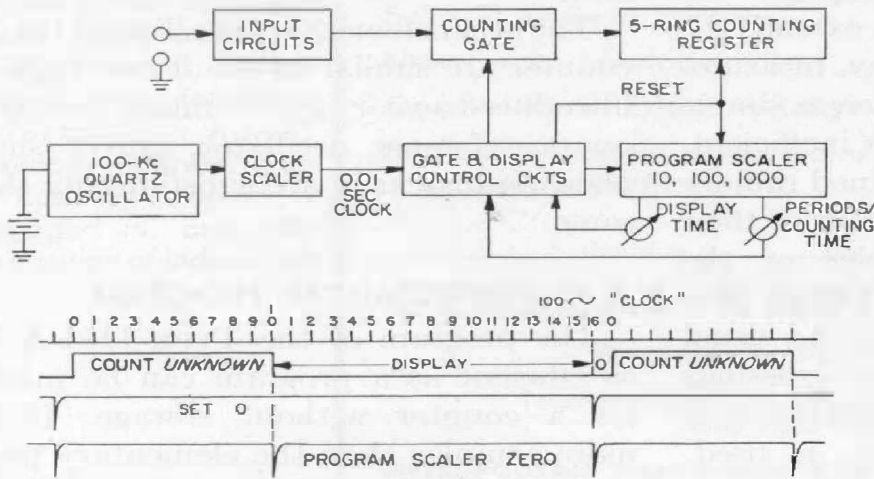 INPUT
CIRCUITS
COUNTING
GATE
5-RING COUNTING
REGISTER
RESET
100-KC
QUARTZ
OSCILLATOR
CLOCK
SCALER
0.01
SEC
CLOCK
GATE & DISPLAY
CONTROL CKTS
PROGRAM SCALER
10, 100, 1000
DISPLAY
TIME
PERIODS/
COUNTING
TIME
100~ "CLOCK"
0 1 2 3 4 5 6 7 8 9 0 1 2 3 4 5 6 7 8 9 10 11 12 13 14 15 16 0 1
COUNT UNKNOWN
DISPLAY
0
COUNT UNKNOWN
SET 0
PROGRAM SCALER ZERO